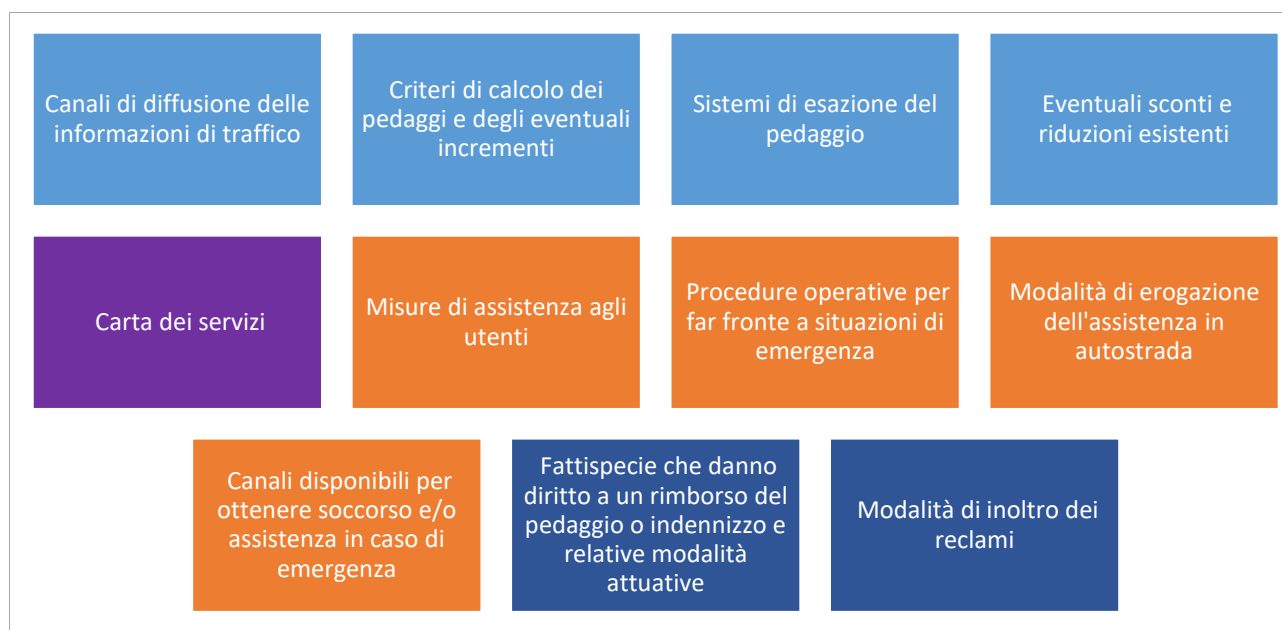 Canali di diffusione delle
informazioni di traffico
Criteri di calcolo dei
pedaggi e degli eventuali
incrementi
Sistemi di esazione del
pedaggio
Eventuali sconti e
riduzioni esistenti
Carta dei servizi
Misure di assistenza agli
utenti
Procedure operative per
far fronte a situazioni di
emergenza
Modalità di erogazione
dell'assistenza in
autostrada
Canali disponibili per
ottenere soccorso e/o
assistenza in caso di
emergenza
Fattispecie che danno
diritto a un rimborso del
pedaggio o indennizzo e
relative modalità
attuative
Modalità di inoltro dei
reclami